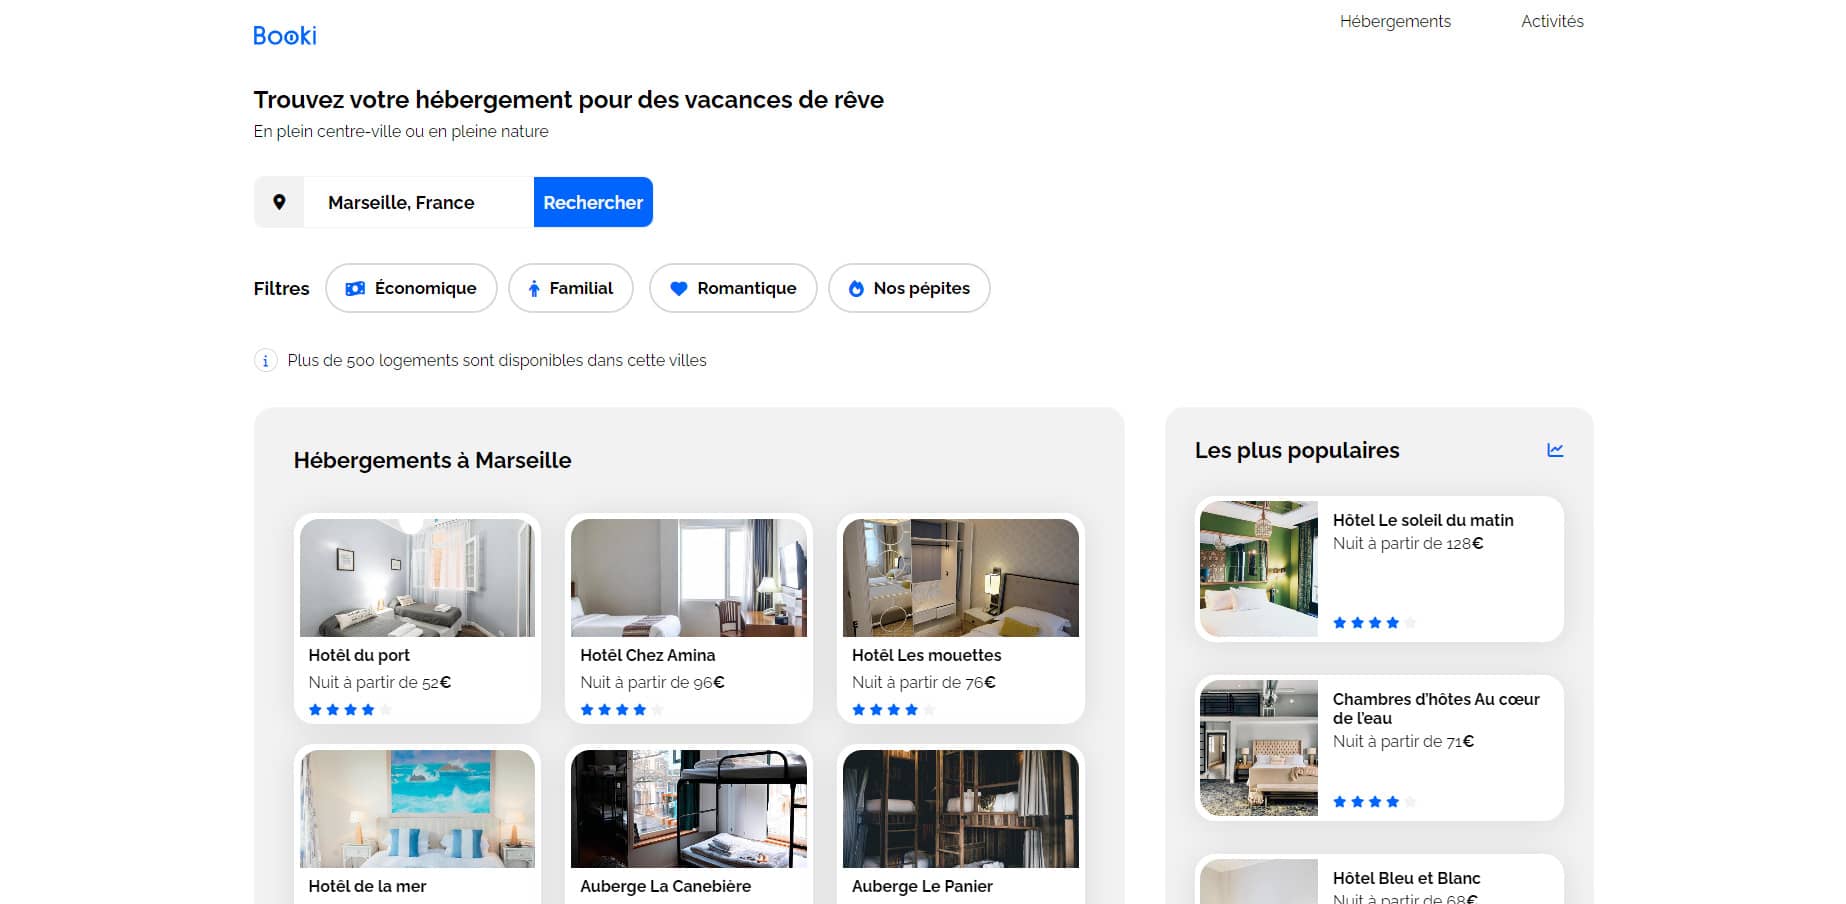 Booki
Hébergements
Activités
Trouvez votre hébergement pour des vacances de rêve
En plein centre-ville ou en pleine nature
Marseille, France
Rechercher
Filtres
Économique
Familial
Romantique
Nos pépites
Plus de 500 logements sont disponibles dans cette villes
Hébergements à Marseille
Hotêl du port
Nuit à partir de 52€
Hotêl Chez Amina
Nuit à partir de 96€
Hotêl Les mouettes
Nuit à partir de 76€
Hotêl de la mer
Auberge La Canebière
Auberge Le Panier
Les plus populaires
Hôtel Le soleil du matin
Nuit à partir de 128€
Chambres d’hôtes Au cœur
de l’eau
Nuit à partir de 71€
Hôtel Bleu et Blanc
Nuit à partir de 68€